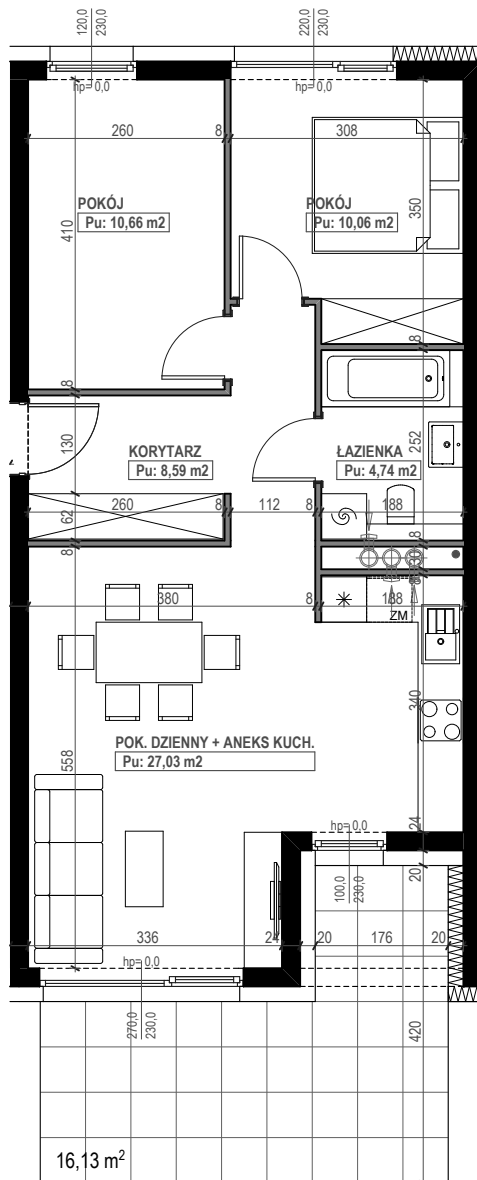 120,0
230,0
220,0
230,0
hp= 0,0
hp= 0,0
260
8
308
POKÓJ
Pu: 10,66 m2
POKÓJ
Pu: 10,06 m2
350
410
8
8
130
KORYTARZ
Pu: 8,59 m2
252
ŁAZIENKA
Pu: 4,74 m2
62
260
8
112
8
188
8
8
380
8
188
ZM
340
POK. DZIENNY + ANEKS KUCH.
Pu: 27,03 m2
558
24
hp= 0,0
20
100,0
230,0
336
24
20
176
20
hp= 0,0
270,0
230,0
420
16,13 m²